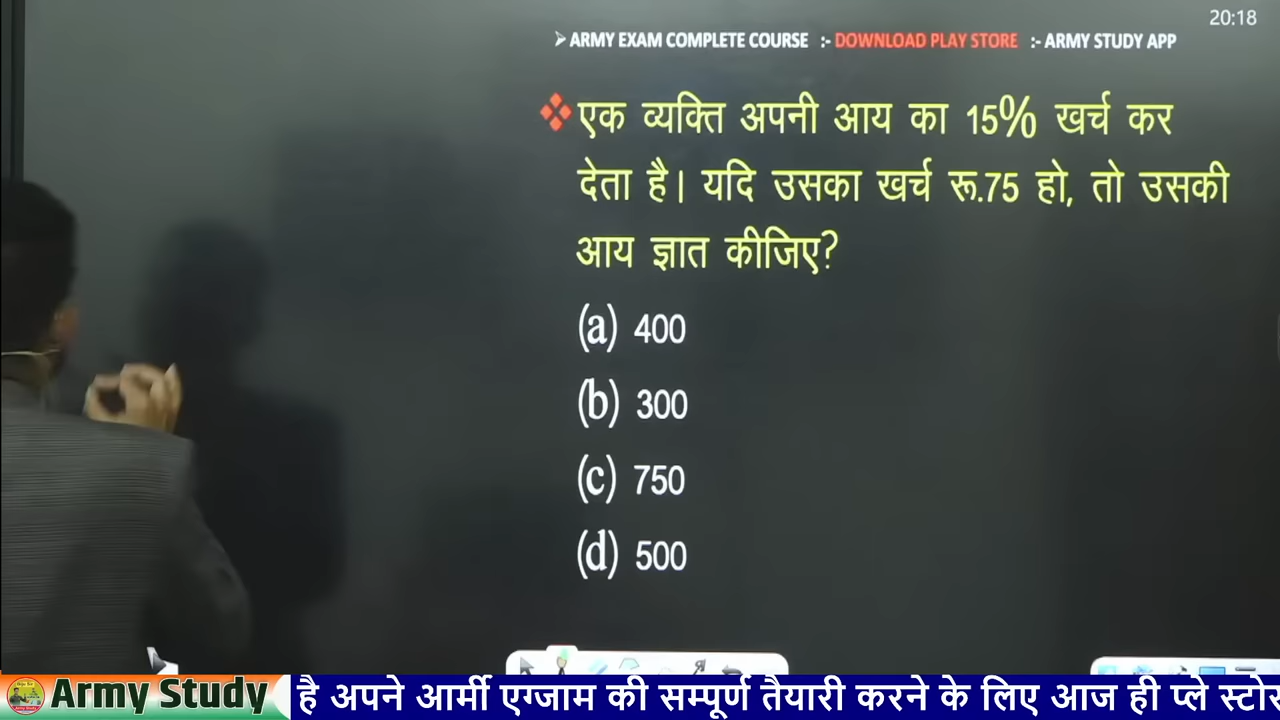 20:18
➢ ARMY EXAM COMPLETE COURSE :- DOWNLOAD PLAY STORE :- ARMY STUDY APP
❖ एक व्यक्ति अपनी आय का 15% खर्च कर
देता है। यदि उसका खर्च रू.75 हो, तो उसकी
आय ज्ञात कीजिए?
(a) 400
(b) 300
(c) 750
(d) 500
Army Study है अपने आर्मी एग्जाम की सम्पूर्ण तैयारी करने के लिए आज ही प्ले स्टोर